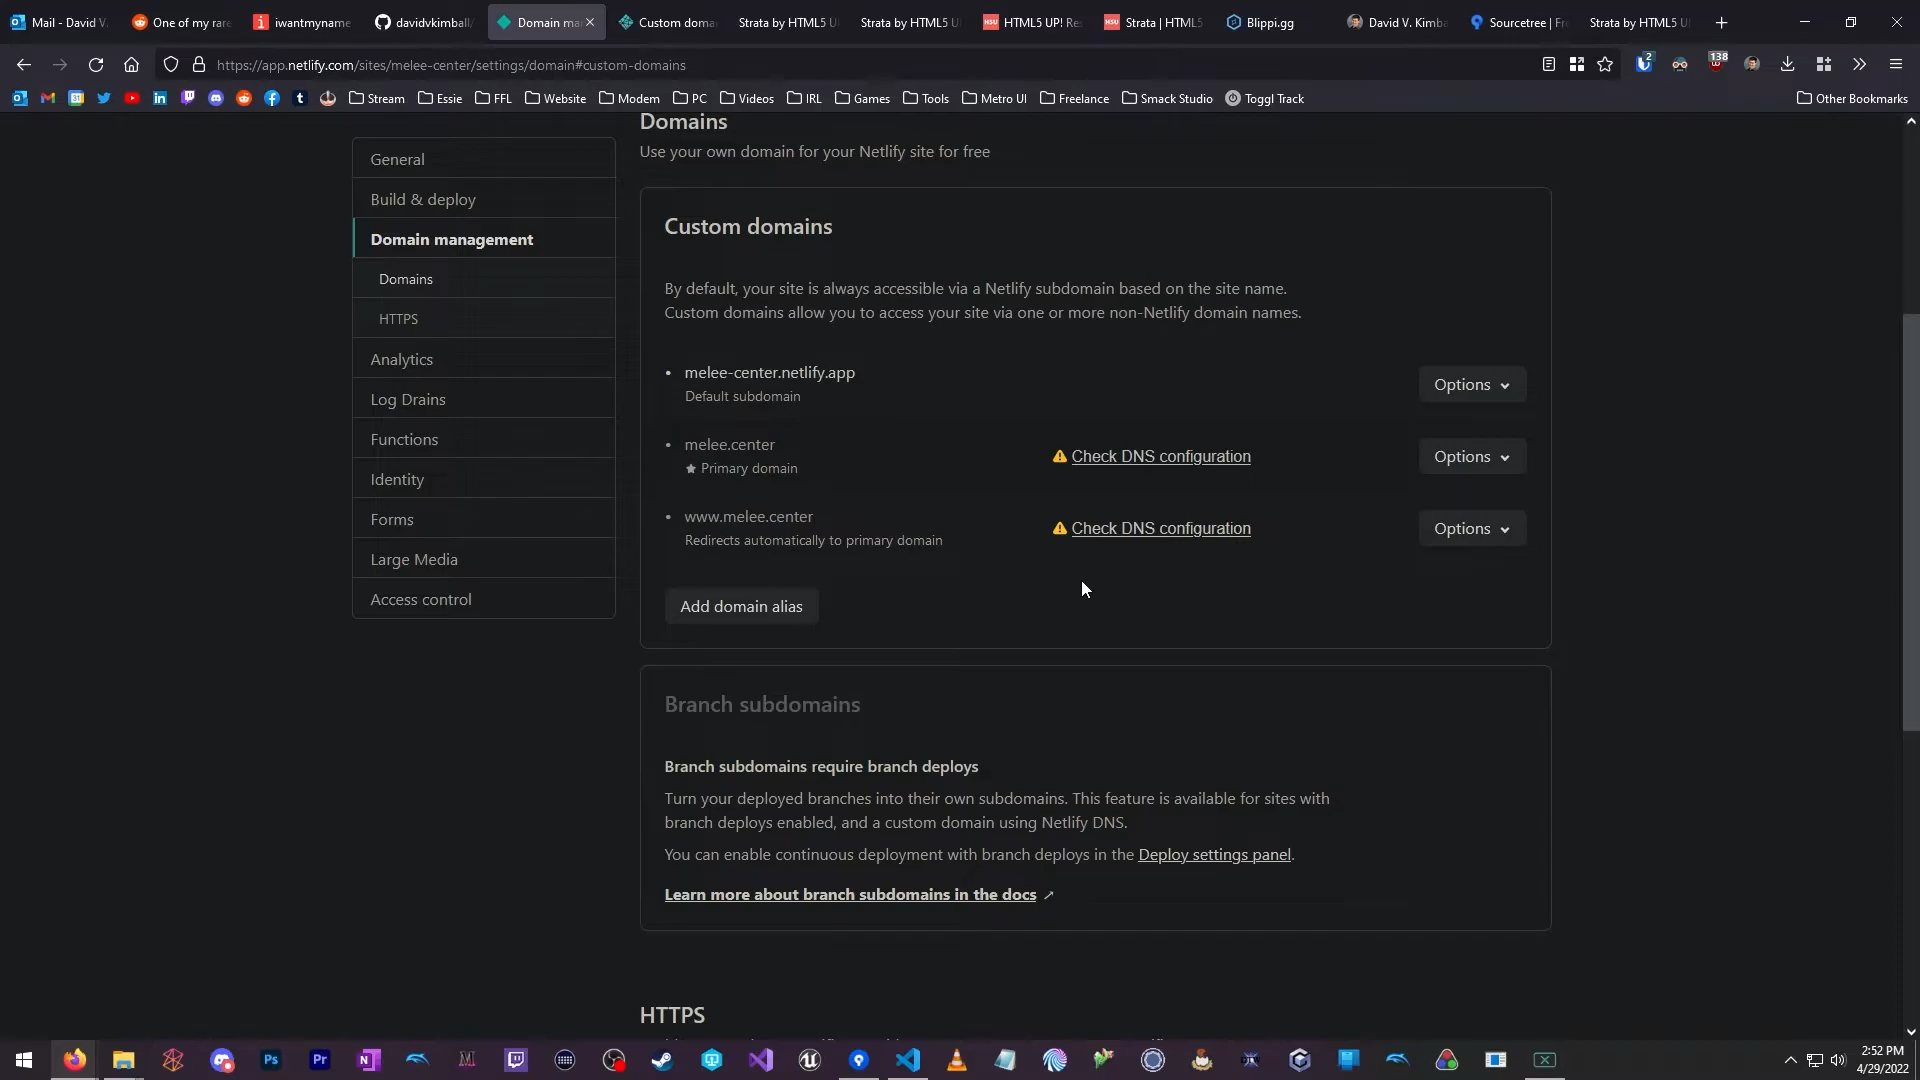 Mail - David V.
One of my rare
iwantmyname
davidvkimball/
Domain ma
Custom doma
Strata by HTML5 U
Strata by HTML5 U
HTML5 UP! Re
Strata | HTML5
Blippi.gg
David V. Kimba
Sourcetree | Fr
Strata by HTML5 U
https://app.netlify.com/sites/melee-center/settings/domain#custom-domains
2
138
Stream
Essie
FFL
Website
Modem
PC
Videos
IRL
Games
Tools
Metro UI
Freelance
Smack Studio
Toggl Track
Other Bookmarks
General
Build & deploy
Domain management
Domains
HTTPS
Analytics
Log Drains
Functions
Identity
Forms
Large Media
Access control
Domains
Use your own domain for your Netlify site for free
Custom domains
By default, your site is always accessible via a Netlify subdomain based on the site name.
Custom domains allow you to access your site via one or more non-Netlify domain names.
melee-center.netlify.app
Default subdomain
Options
melee.center
Primary domain
Check DNS configuration
Options
www.melee.center
Redirects automatically to primary domain
Check DNS configuration
Options
Add domain alias
Branch subdomains
Branch subdomains require branch deploys
Turn your deployed branches into their own subdomains. This feature is available for sites with
branch deploys enabled, and a custom domain using Netlify DNS.
You can enable continuous deployment with branch deploys in the Deploy settings panel.
Learn more about branch subdomains in the docs
HTTPS
Ps
Pr
N
2:52 PM
4/29/2022